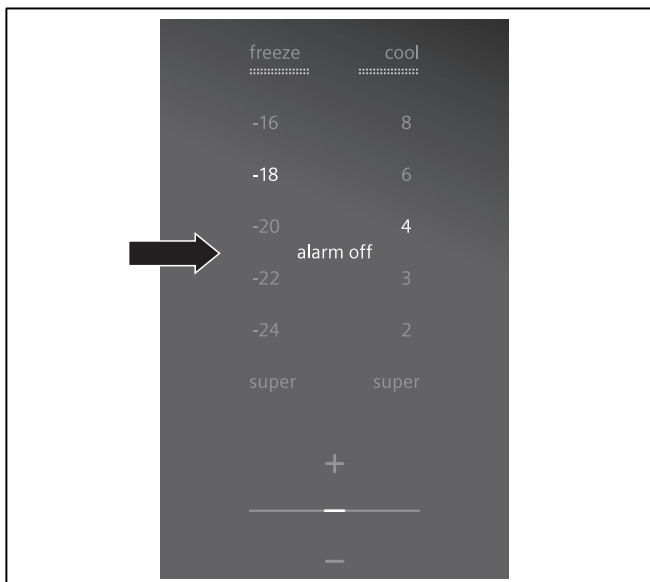 freeze cool
-16 8
-18 6
-20 4
alarm off
-22 3
-24 2
super super
+
–